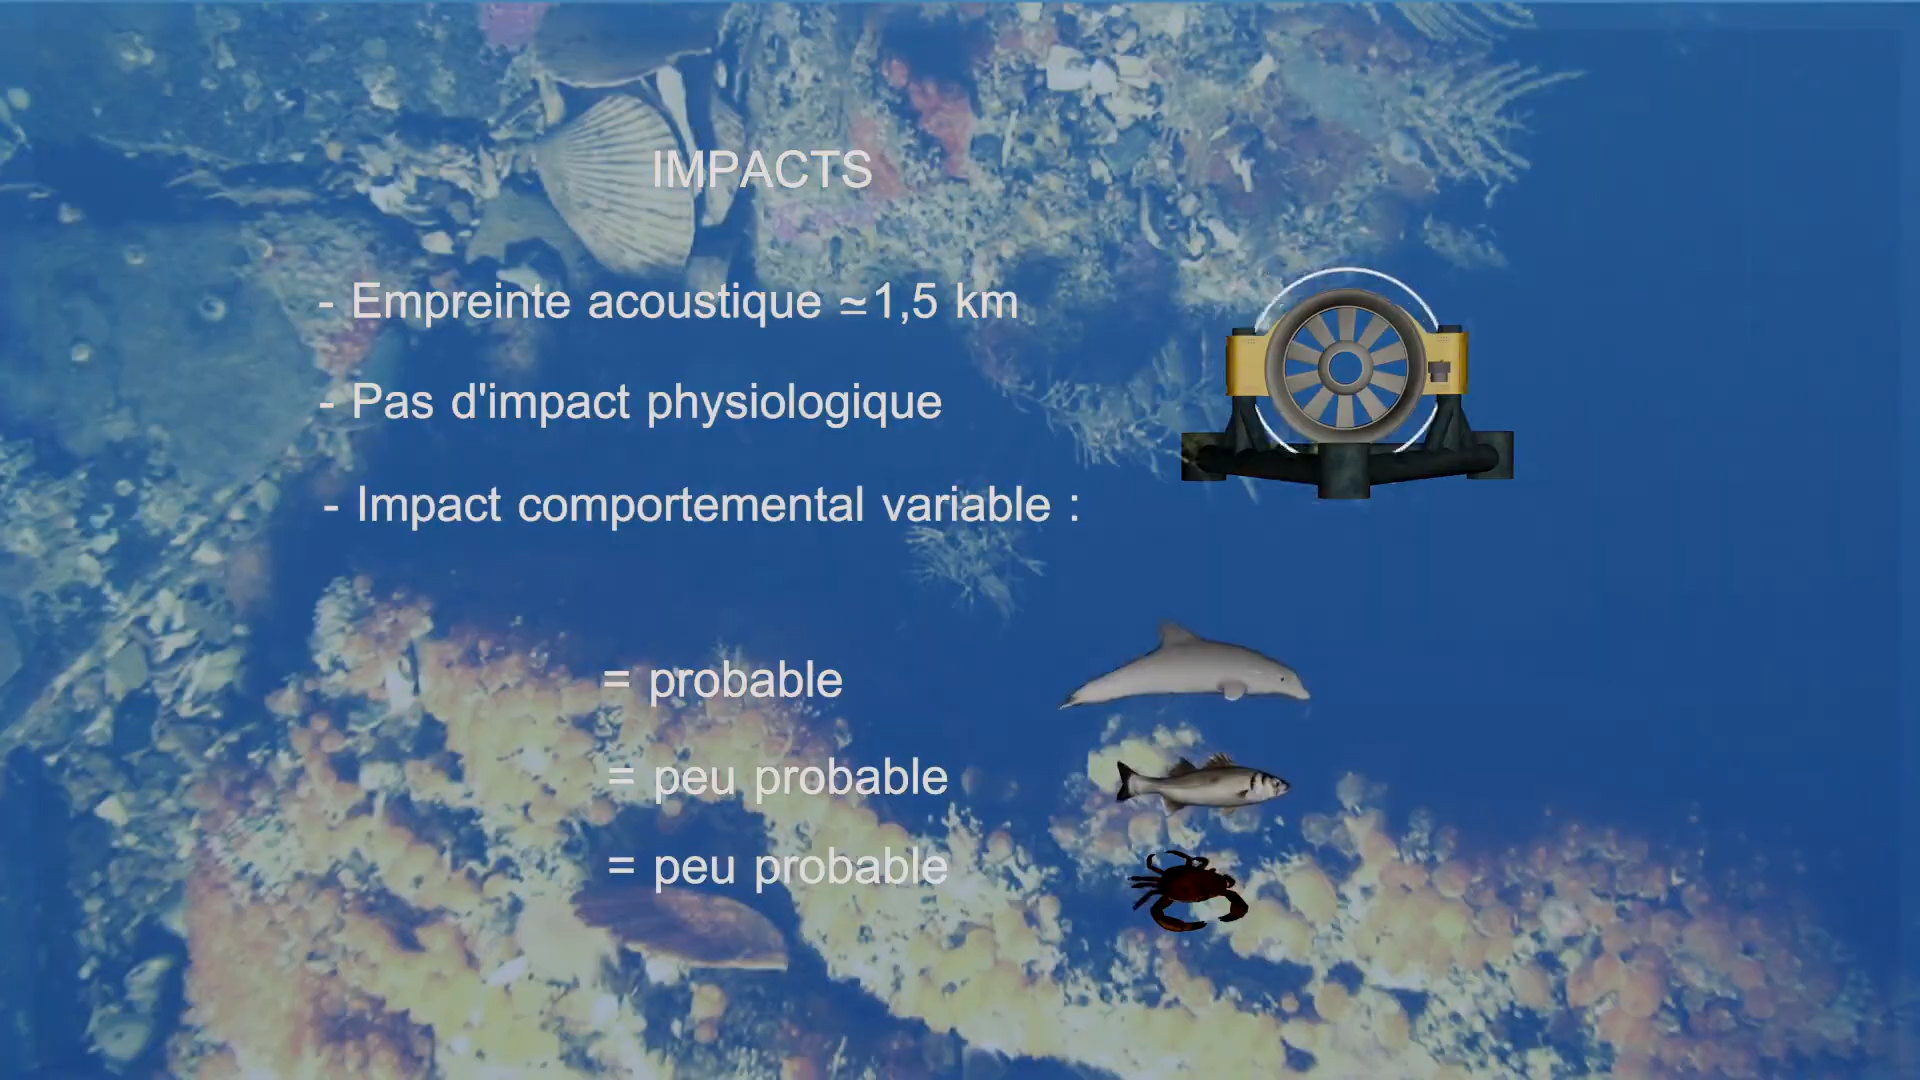 IMPACTS
- Empreinte acoustique ≃1,5 km
- Pas d'impact physiologique
- Impact comportemental variable :
= probable
= peu probable
= peu probable